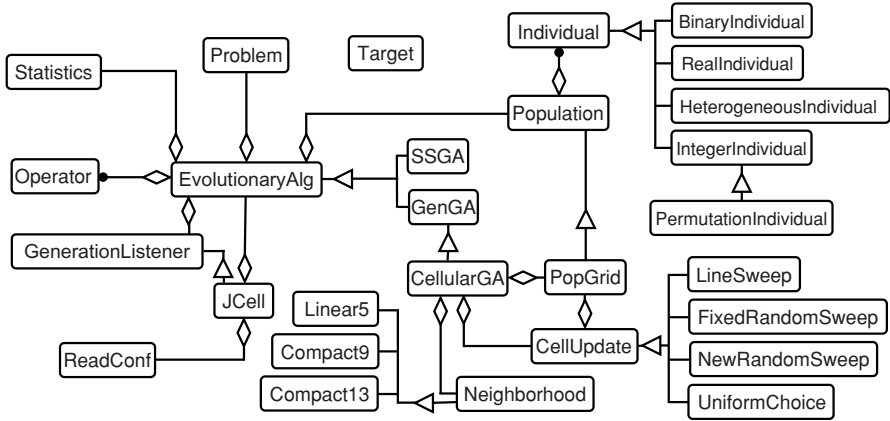 Individual
BinaryIndividual
Problem
Target
Statistics
RealIndividual
Population
HeterogeneousIndividual
SSGA
IntegerIndividual
Operator
EvolutionaryAlg
GenGA
PermutationIndividual
GenerationListener
CellularGA
PopGrid
LineSweep
JCell
Linear5
FixedRandomSweep
ReadConf
Compact9
CellUpdate
NewRandomSweep
Compact13
Neighborhood
UniformChoice